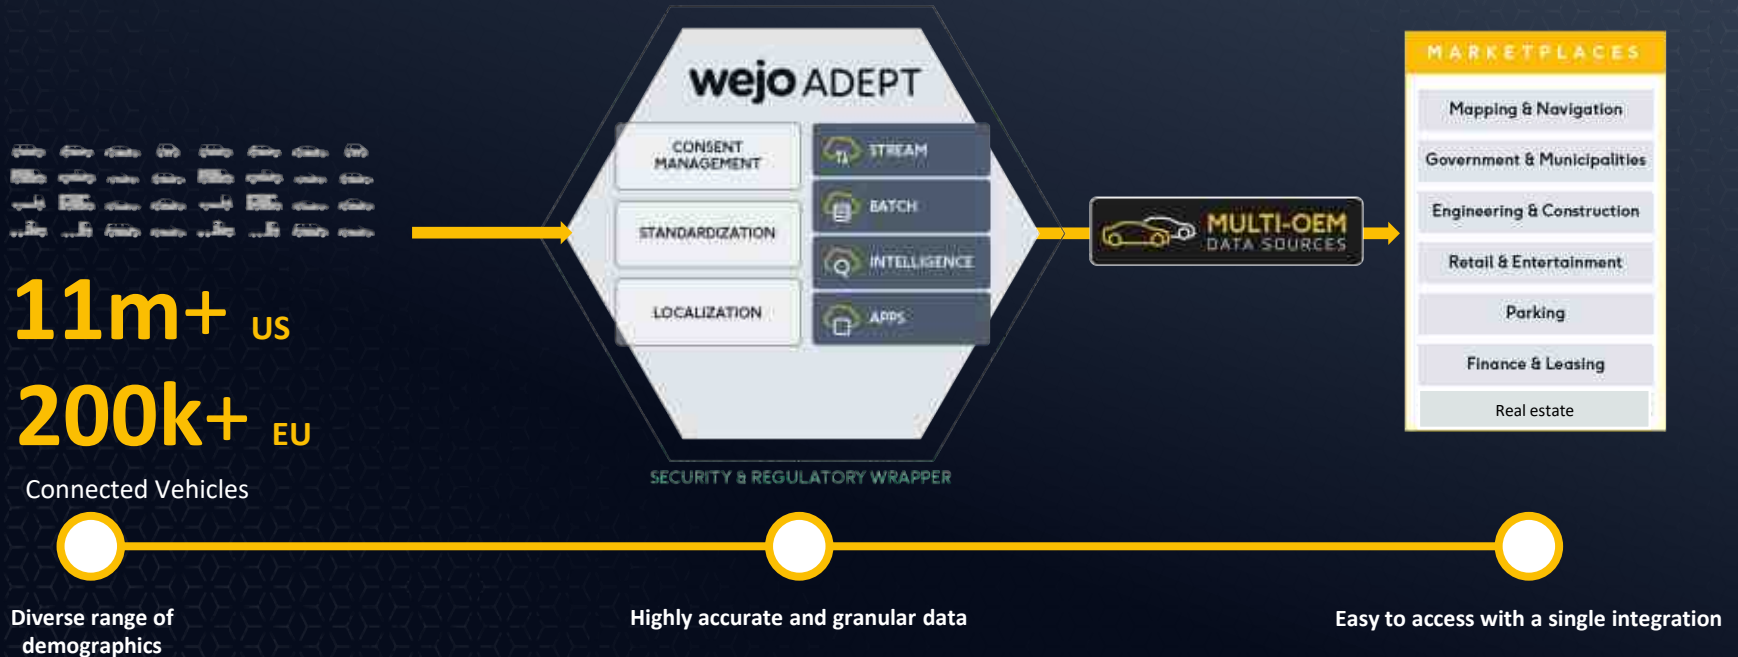 11m+ US
200k+ EU
Connected Vehicles
wejo ADEPT
CONSENT
MANAGEMENT
STANDARDIZATION
LOCALIZATION
STREAM
BATCH
INTELLIGENCE
APPS
SECURITY & REGULATORY WRAPPER
MULTI-OEM
DATA SOURCES
MARKETPLACES
Mapping & Navigation
Government & Municipalities
Engineering & Construction
Retail & Entertainment
Parking
Finance & Leasing
Real estate
Diverse range of
demographics
Highly accurate and granular data
Easy to access with a single integration